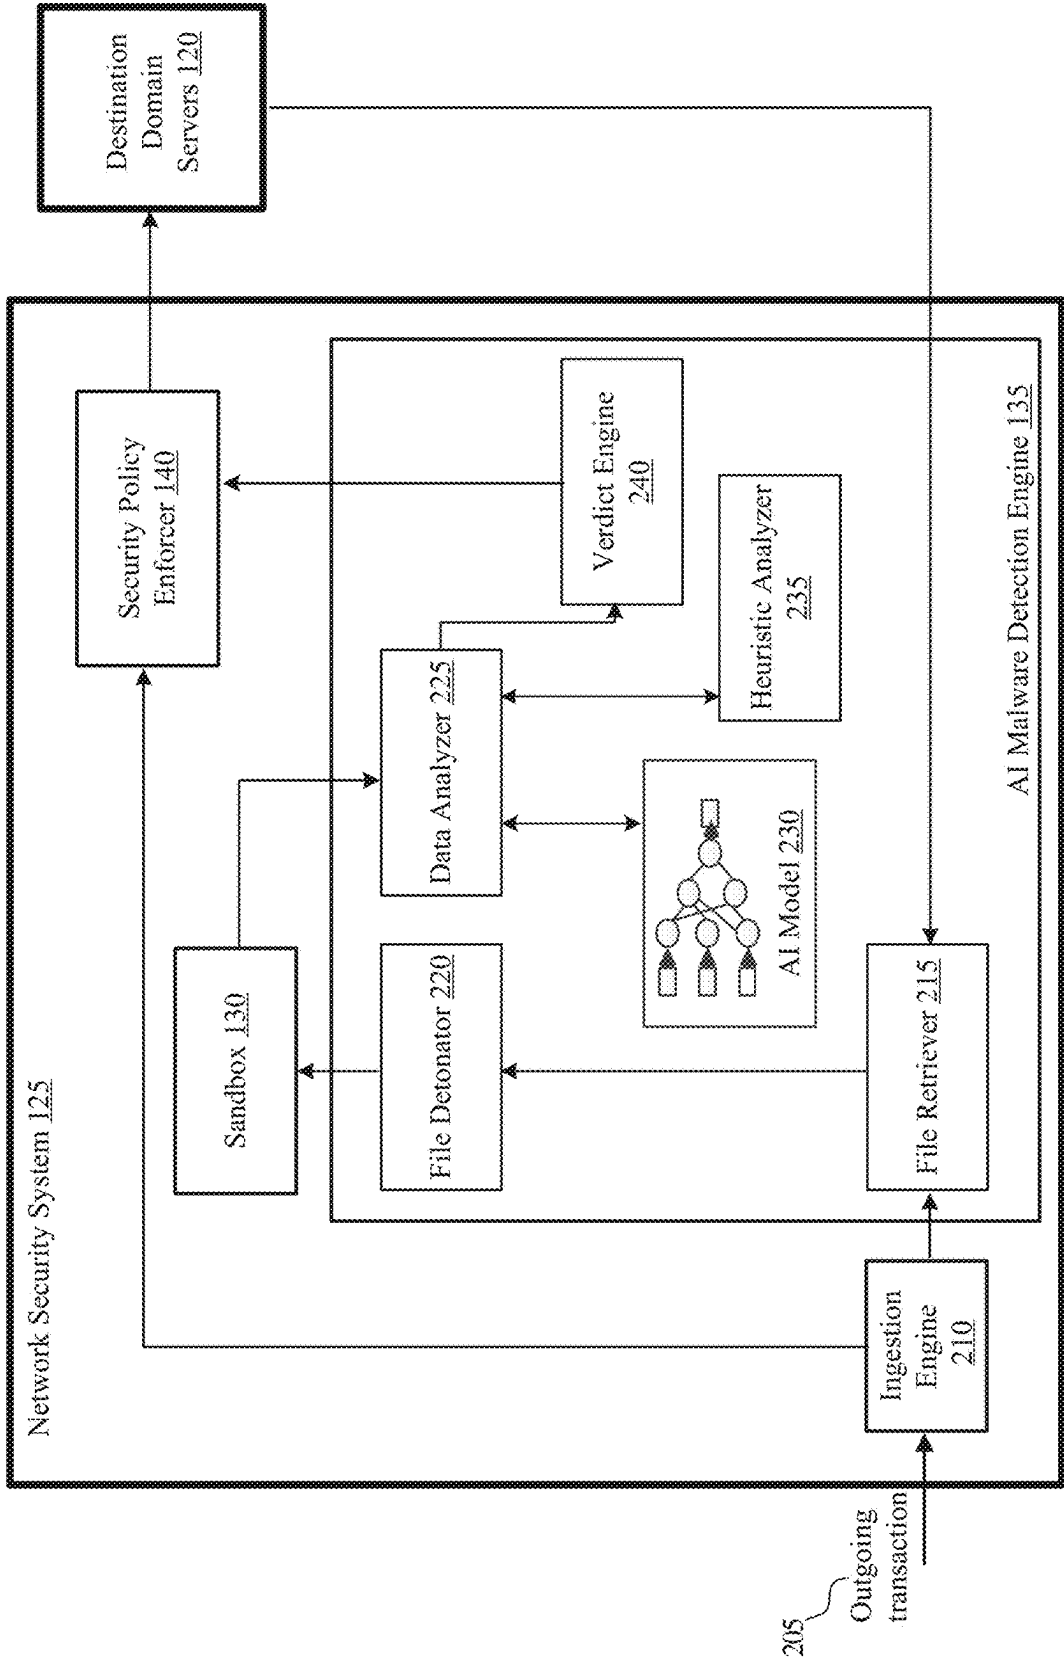 Network Security System 125
Destination
Domain
Servers 120
Security Policy
Enforcer 140
Sandbox 130
File Detonator 220
Data Analyzer 225
Verdict Engine
240
AI Model 230
Heuristic Analyzer
235
Ingestion
Engine
210
File Retriever 215
AI Malware Detection Engine 135
205
Outgoing
transaction